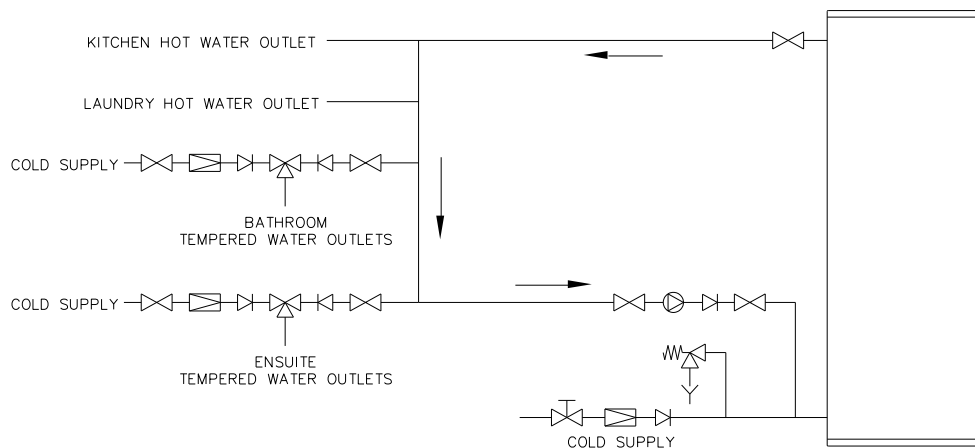 KITCHEN HOT WATER OUTLET
LAUNDRY HOT WATER OUTLET
COLD SUPPLY
BATHROOM
TEMPERED WATER OUTLETS
COLD SUPPLY
ENSUITE
TEMPERED WATER OUTLETS
COLD SUPPLY